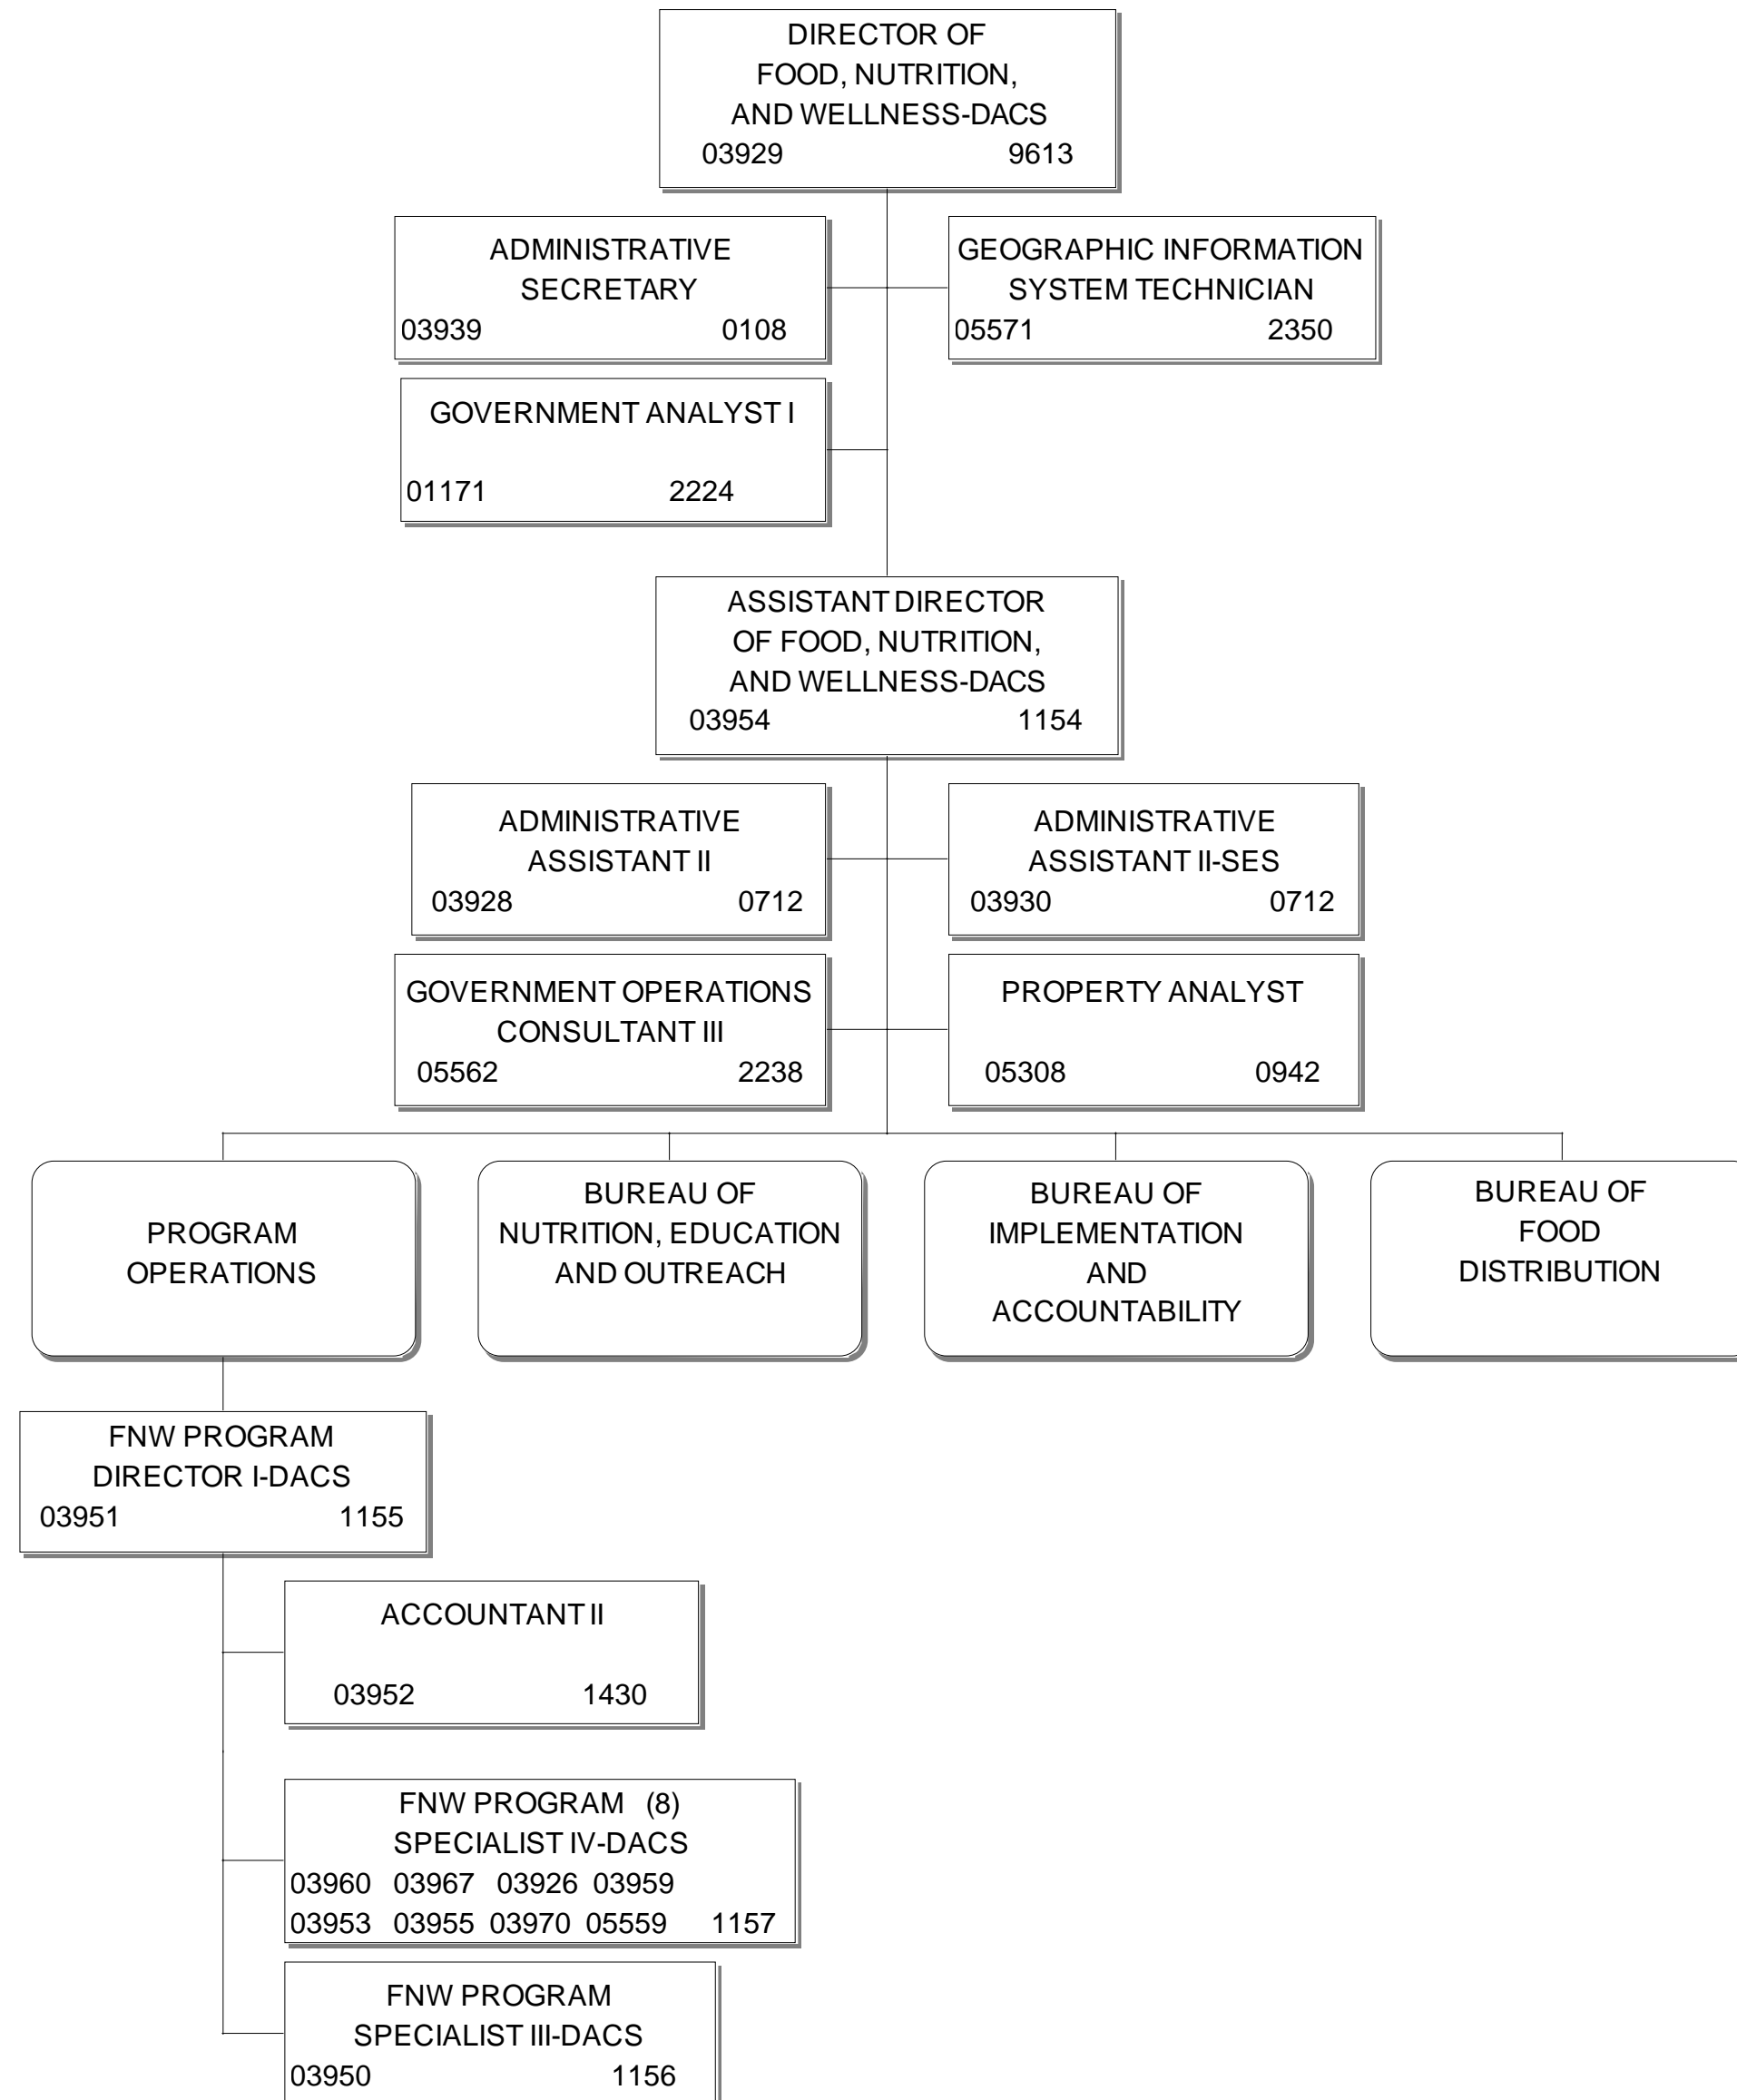 DIRECTOR OF
FOOD, NUTRITION,
AND WELLNESS-DACS
03929 9613
ADMINISTRATIVE
SECRETARY
03939 0108
GEOGRAPHIC INFORMATION
SYSTEM TECHNICIAN
05571 2350
GOVERNMENT ANALYST I
01171 2224
ASSISTANT DIRECTOR
OF FOOD, NUTRITION,
AND WELLNESS-DACS
03954 1154
ADMINISTRATIVE
ASSISTANT II
03928 0712
ADMINISTRATIVE
ASSISTANT II-SES
03930 0712
GOVERNMENT OPERATIONS
CONSULTANT III
05562 2238
PROPERTY ANALYST
05308 0942
PROGRAM
OPERATIONS
BUREAU OF
NUTRITION, EDUCATION
AND OUTREACH
BUREAU OF
IMPLEMENTATION
AND
ACCOUNTABILITY
BUREAU OF
FOOD
DISTRIBUTION
FNW PROGRAM
DIRECTOR I-DACS
03951 1155
ACCOUNTANT II
03952 1430
FNW PROGRAM (8)
SPECIALIST IV-DACS
03960 03967 03926 03959
03953 03955 03970 05559 1157
FNW PROGRAM
SPECIALIST III-DACS
03950 1156